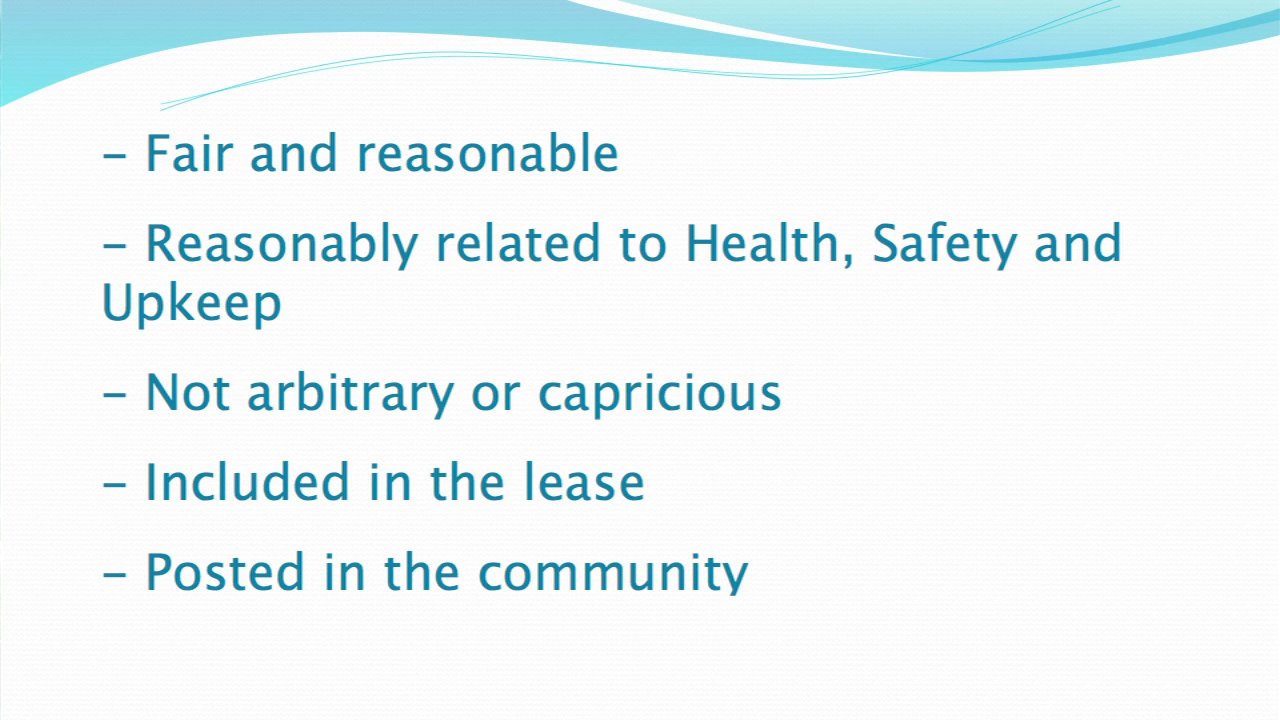 – Fair and reasonable
– Reasonably related to Health, Safety and
Upkeep
– Not arbitrary or capricious
– Included in the lease
– Posted in the community